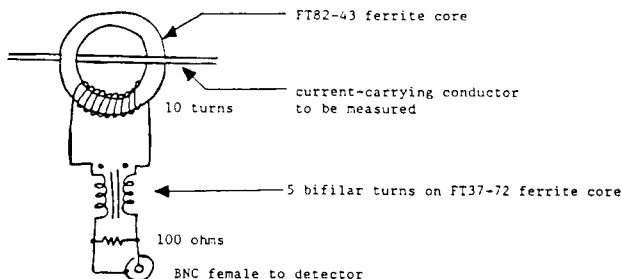 FT82-43 ferrite core
current-carrying conductor
to be measured
10 turns
5 bifilar turns on FT37-72 ferrite core
100 ohms
BNC female to detector